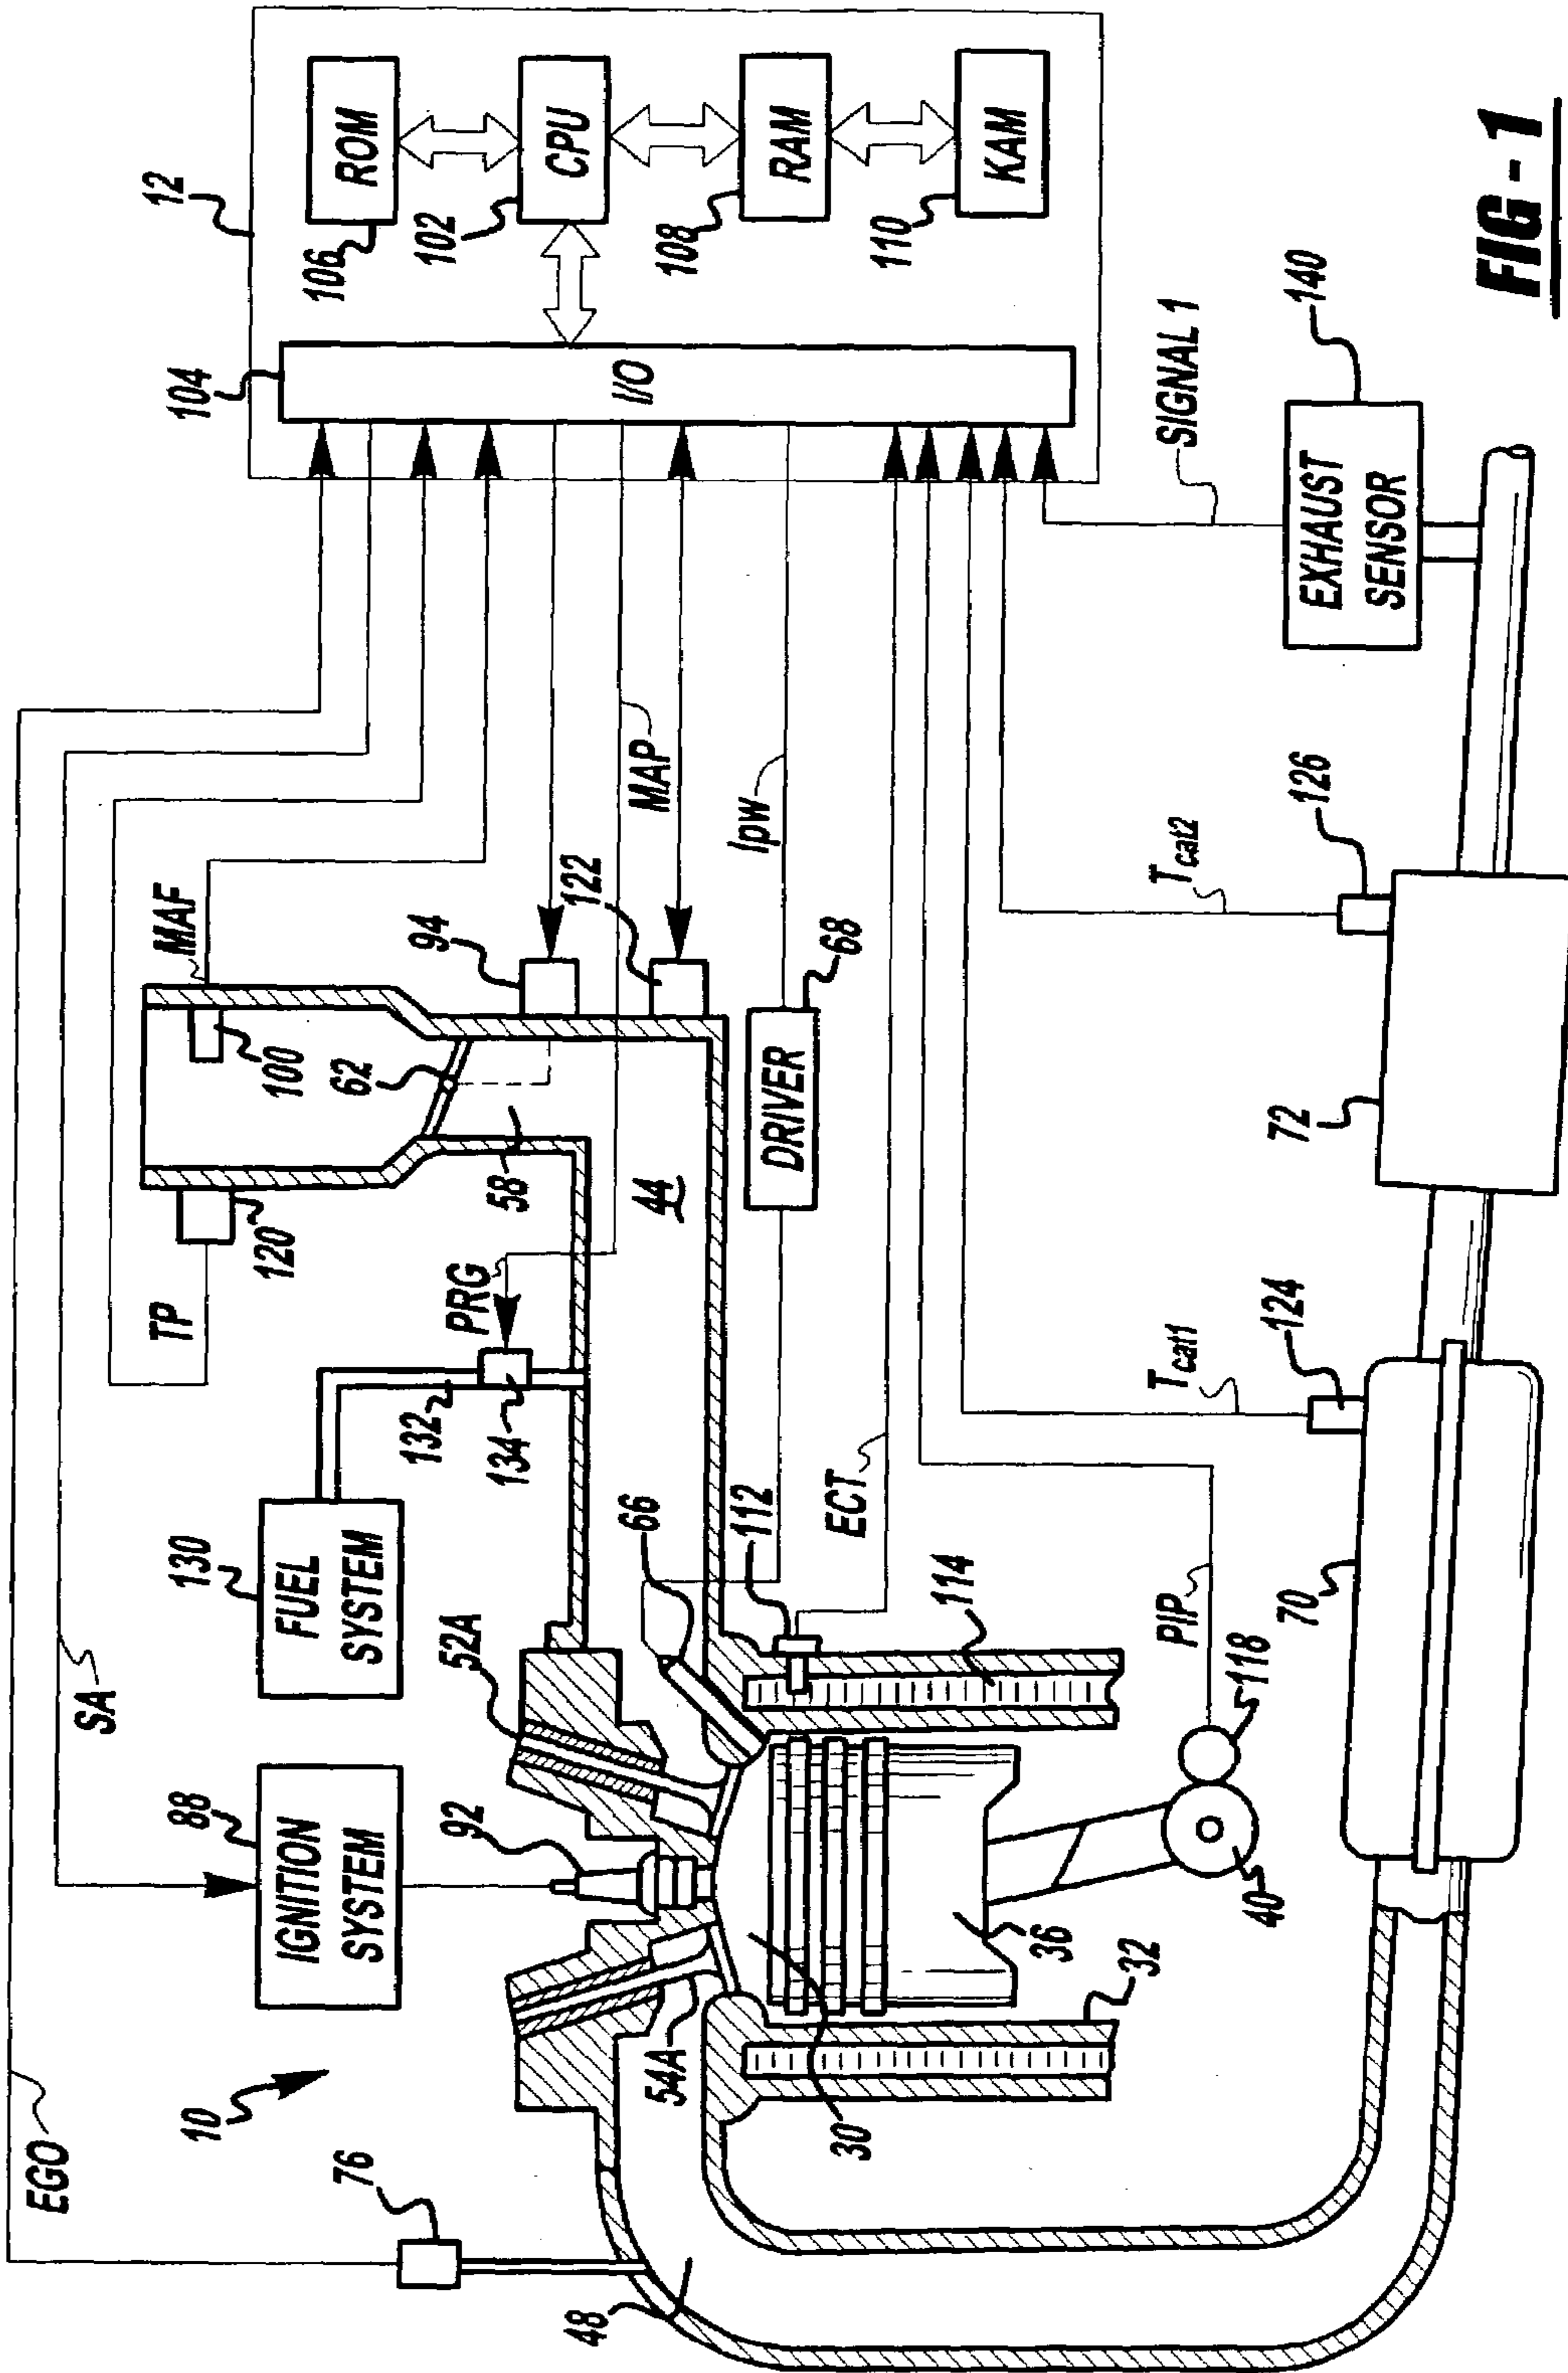 EGO
SA
TP
MAF
12
104
106
ROM
102
CPU
108
RAM
110
KAM
I/O
10
76
88
IGNITION
SYSTEM
130
FUEL
SYSTEM
132
134
PRG
120
100
62
58
94
122
MAP
Ipw
44
68
DRIVER
92
52A
66
54A
48
112
ECT
114
30
36
32
40
118
PIP
70
Tcat1
124
72
Tcat2
126
SIGNAL 1
EXHAUST
SENSOR
140
FIG - 1